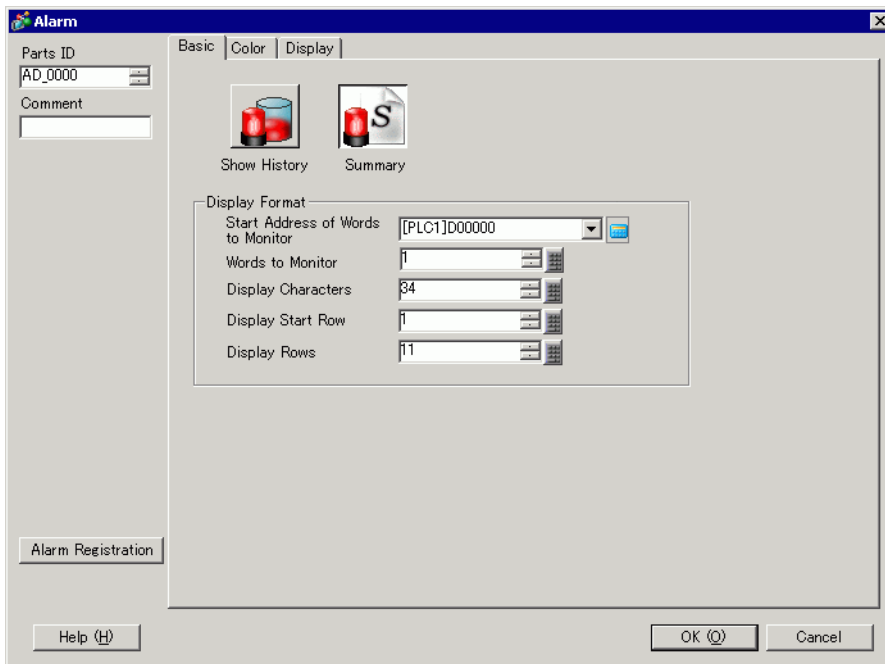 Alarm
Parts ID
AD_0000
Comment
Basic
Color
Display
S
Show History
Summary
Display Format
Start Address of Words
to Monitor
[PLC1]D00000
Words to Monitor
1
Display Characters
34
Display Start Row
1
Display Rows
11
Alarm Registration
Help (H)
OK (O)
Cancel